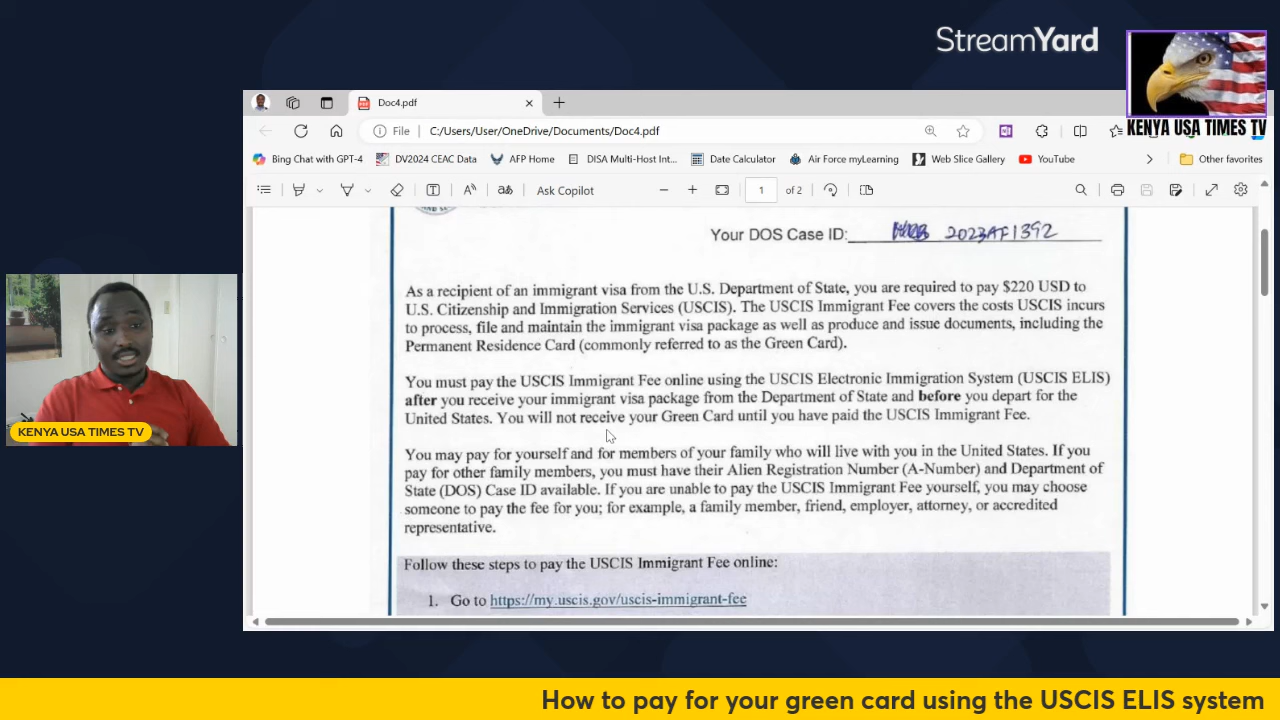 StreamYard
KENYA USA TIMES TV
Doc4.pdf
File | C:/Users/User/OneDrive/Documents/Doc4.pdf
Bing Chat with GPT-4 DV2024 CEAC Data AFP Home DISA Multi-Host Int... Date Calculator Air Force myLearning Web Slice Gallery YouTube Other favorites
Ask Copilot 1 of 2
Your DOS Case ID: 2023AF1392
As a recipient of an immigrant visa from the U.S. Department of State, you are required to pay $220 USD to
U.S. Citizenship and Immigration Services (USCIS). The USCIS Immigrant Fee covers the costs USCIS incurs
to process, file and maintain the immigrant visa package as well as produce and issue documents, including the
Permanent Residence Card (commonly referred to as the Green Card).
You must pay the USCIS Immigrant Fee online using the USCIS Electronic Immigration System (USCIS ELIS)
after you receive your immigrant visa package from the Department of State and before you depart for the
United States. You will not receive your Green Card until you have paid the USCIS Immigrant Fee.
You may pay for yourself and for members of your family who will live with you in the United States. If you
pay for other family members, you must have their Alien Registration Number (A-Number) and Department of
State (DOS) Case ID available. If you are unable to pay the USCIS Immigrant Fee yourself, you may choose
someone to pay the fee for you; for example, a family member, friend, employer, attorney, or accredited
representative.
Follow these steps to pay the USCIS Immigrant Fee online:
1. Go to https://my.uscis.gov/uscis-immigrant-fee
KENYA USA TIMES TV
How to pay for your green card using the USCIS ELIS system